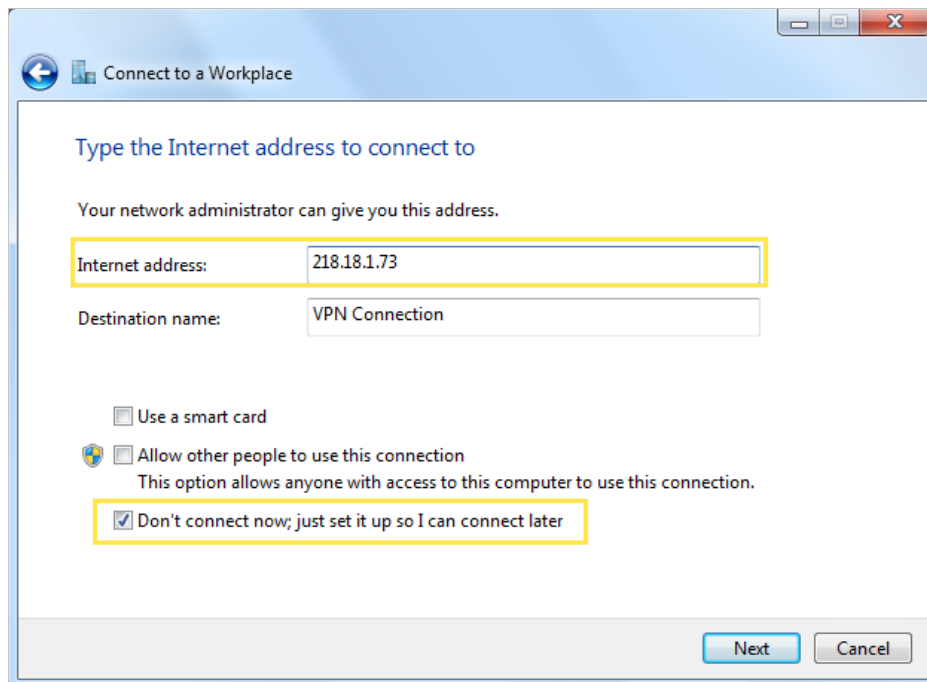 Connect to a Workplace
Type the Internet address to connect to
Your network administrator can give you this address.
Internet address: 218.18.1.73
Destination name: VPN Connection
Use a smart card
Allow other people to use this connection
This option allows anyone with access to this computer to use this connection.
Don't connect now; just set it up so I can connect later
Next Cancel